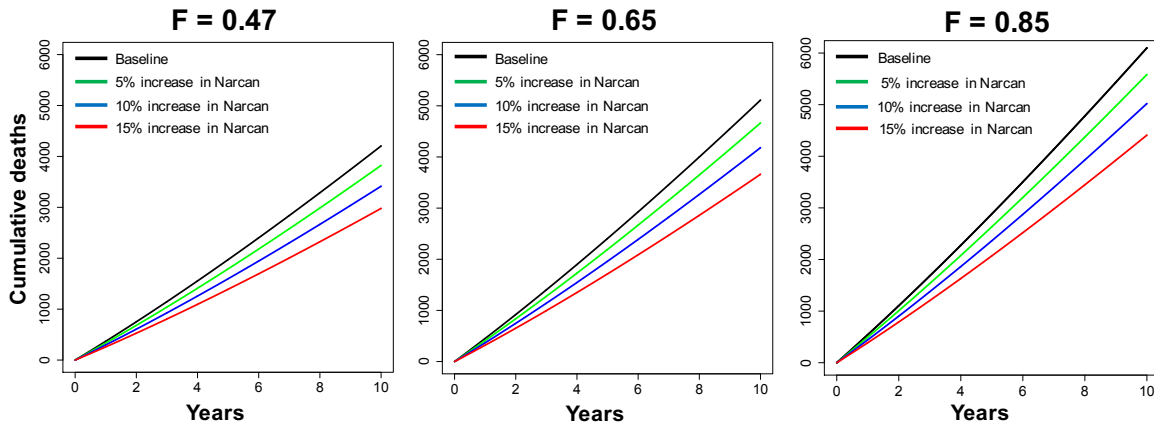 F = 0.47
F = 0.65
F = 0.85
Cumulative deaths
6000
5000
4000
3000
2000
1000
0
Baseline
5% increase in Narcan
10% increase in Narcan
15% increase in Narcan
0 2 4 6 8 10
Years
6000
5000
4000
3000
2000
1000
0
Baseline
5% increase in Narcan
10% increase in Narcan
15% increase in Narcan
0 2 4 6 8 10
Years
6000
5000
4000
3000
2000
1000
0
Baseline
5% increase in Narcan
10% increase in Narcan
15% increase in Narcan
0 2 4 6 8 10
Years